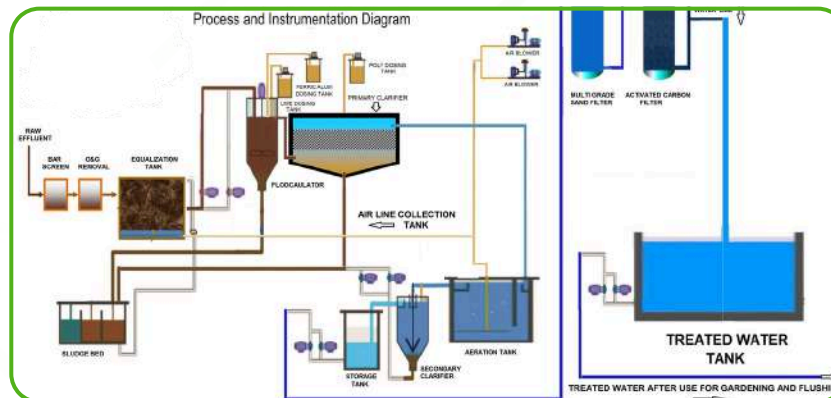 Process and Instrumentation Diagram
AIR BLOWER
AIR BLOWER
POLY DOSING
TANK
FERRIC ALUM
DOSING TANK
LIME DOSING
TANK
PRIMARY CLARIFIER
RAW
EFFLUENT
BAR
SCREEN
O&G
REMOVAL
EQUALIZATION
TANK
FLODCAULATOR
AIR LINE COLLECTION
TANK
SLUDGE BED
STORAGE
TANK
SECONDARY
CLARIFIER
AERATION TANK
MULTIGRADE
SAND FILTER
ACTIVATED CARBON
FILTER
TREATED WATER
TANK
TREATED WATER AFTER USE FOR GARDENING AND FLUSHI